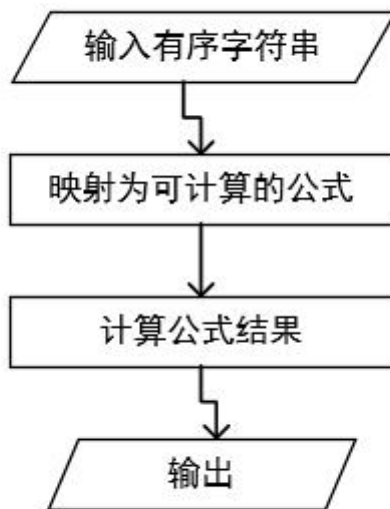 输入有序字符串
映射为可计算的公式
计算公式结果
输出